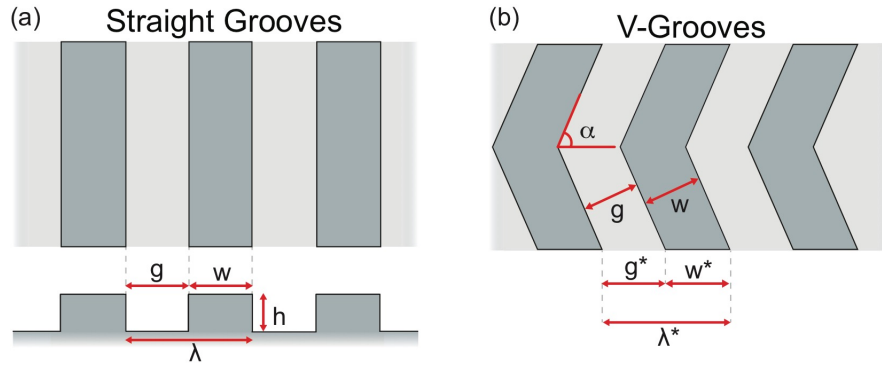 (a)
Straight Grooves
g
w
h
λ
(b)
V-Grooves
α
g
w
g*
w*
λ*